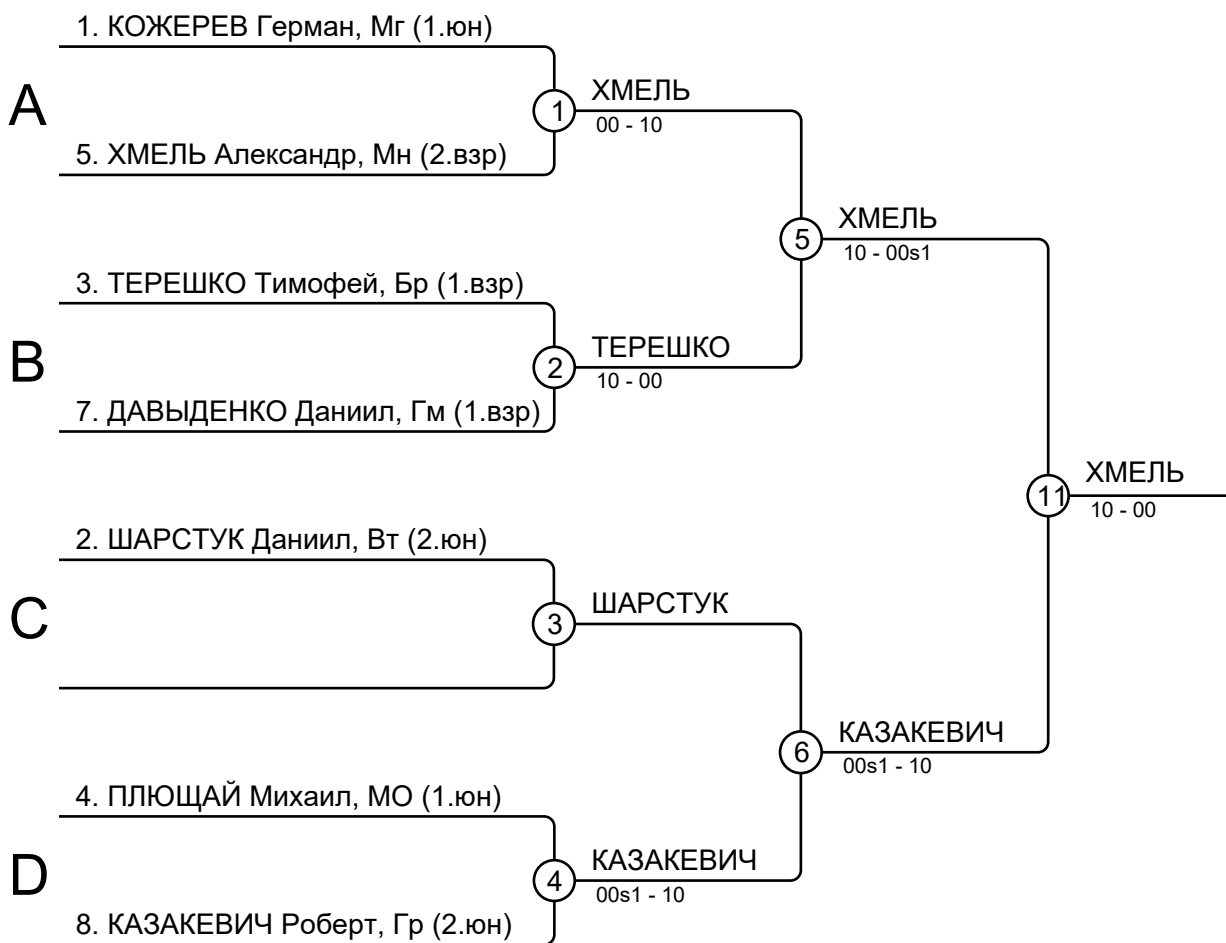 1. КОЖЕРЕВ Герман, Мг (1.юн)
A
1
ХМЕЛЬ
00 - 10
5. ХМЕЛЬ Александр, Мн (2.взр)
5
ХМЕЛЬ
10 - 00s1
3. ТЕРЕШКО Тимофей, Бр (1.взр)
B
2
ТЕРЕШКО
10 - 00
7. ДАВЫДЕНКО Даниил, Гм (1.взр)
11
ХМЕЛЬ
10 - 00
2. ШАРСТУК Даниил, Вт (2.юн)
C
3
ШАРСТУК
6
КАЗАКЕВИЧ
00s1 - 10
4. ПЛЮЩАЙ Михаил, МО (1.юн)
D
4
КАЗАКЕВИЧ
00s1 - 10
8. КАЗАКЕВИЧ Роберт, Гр (2.юн)